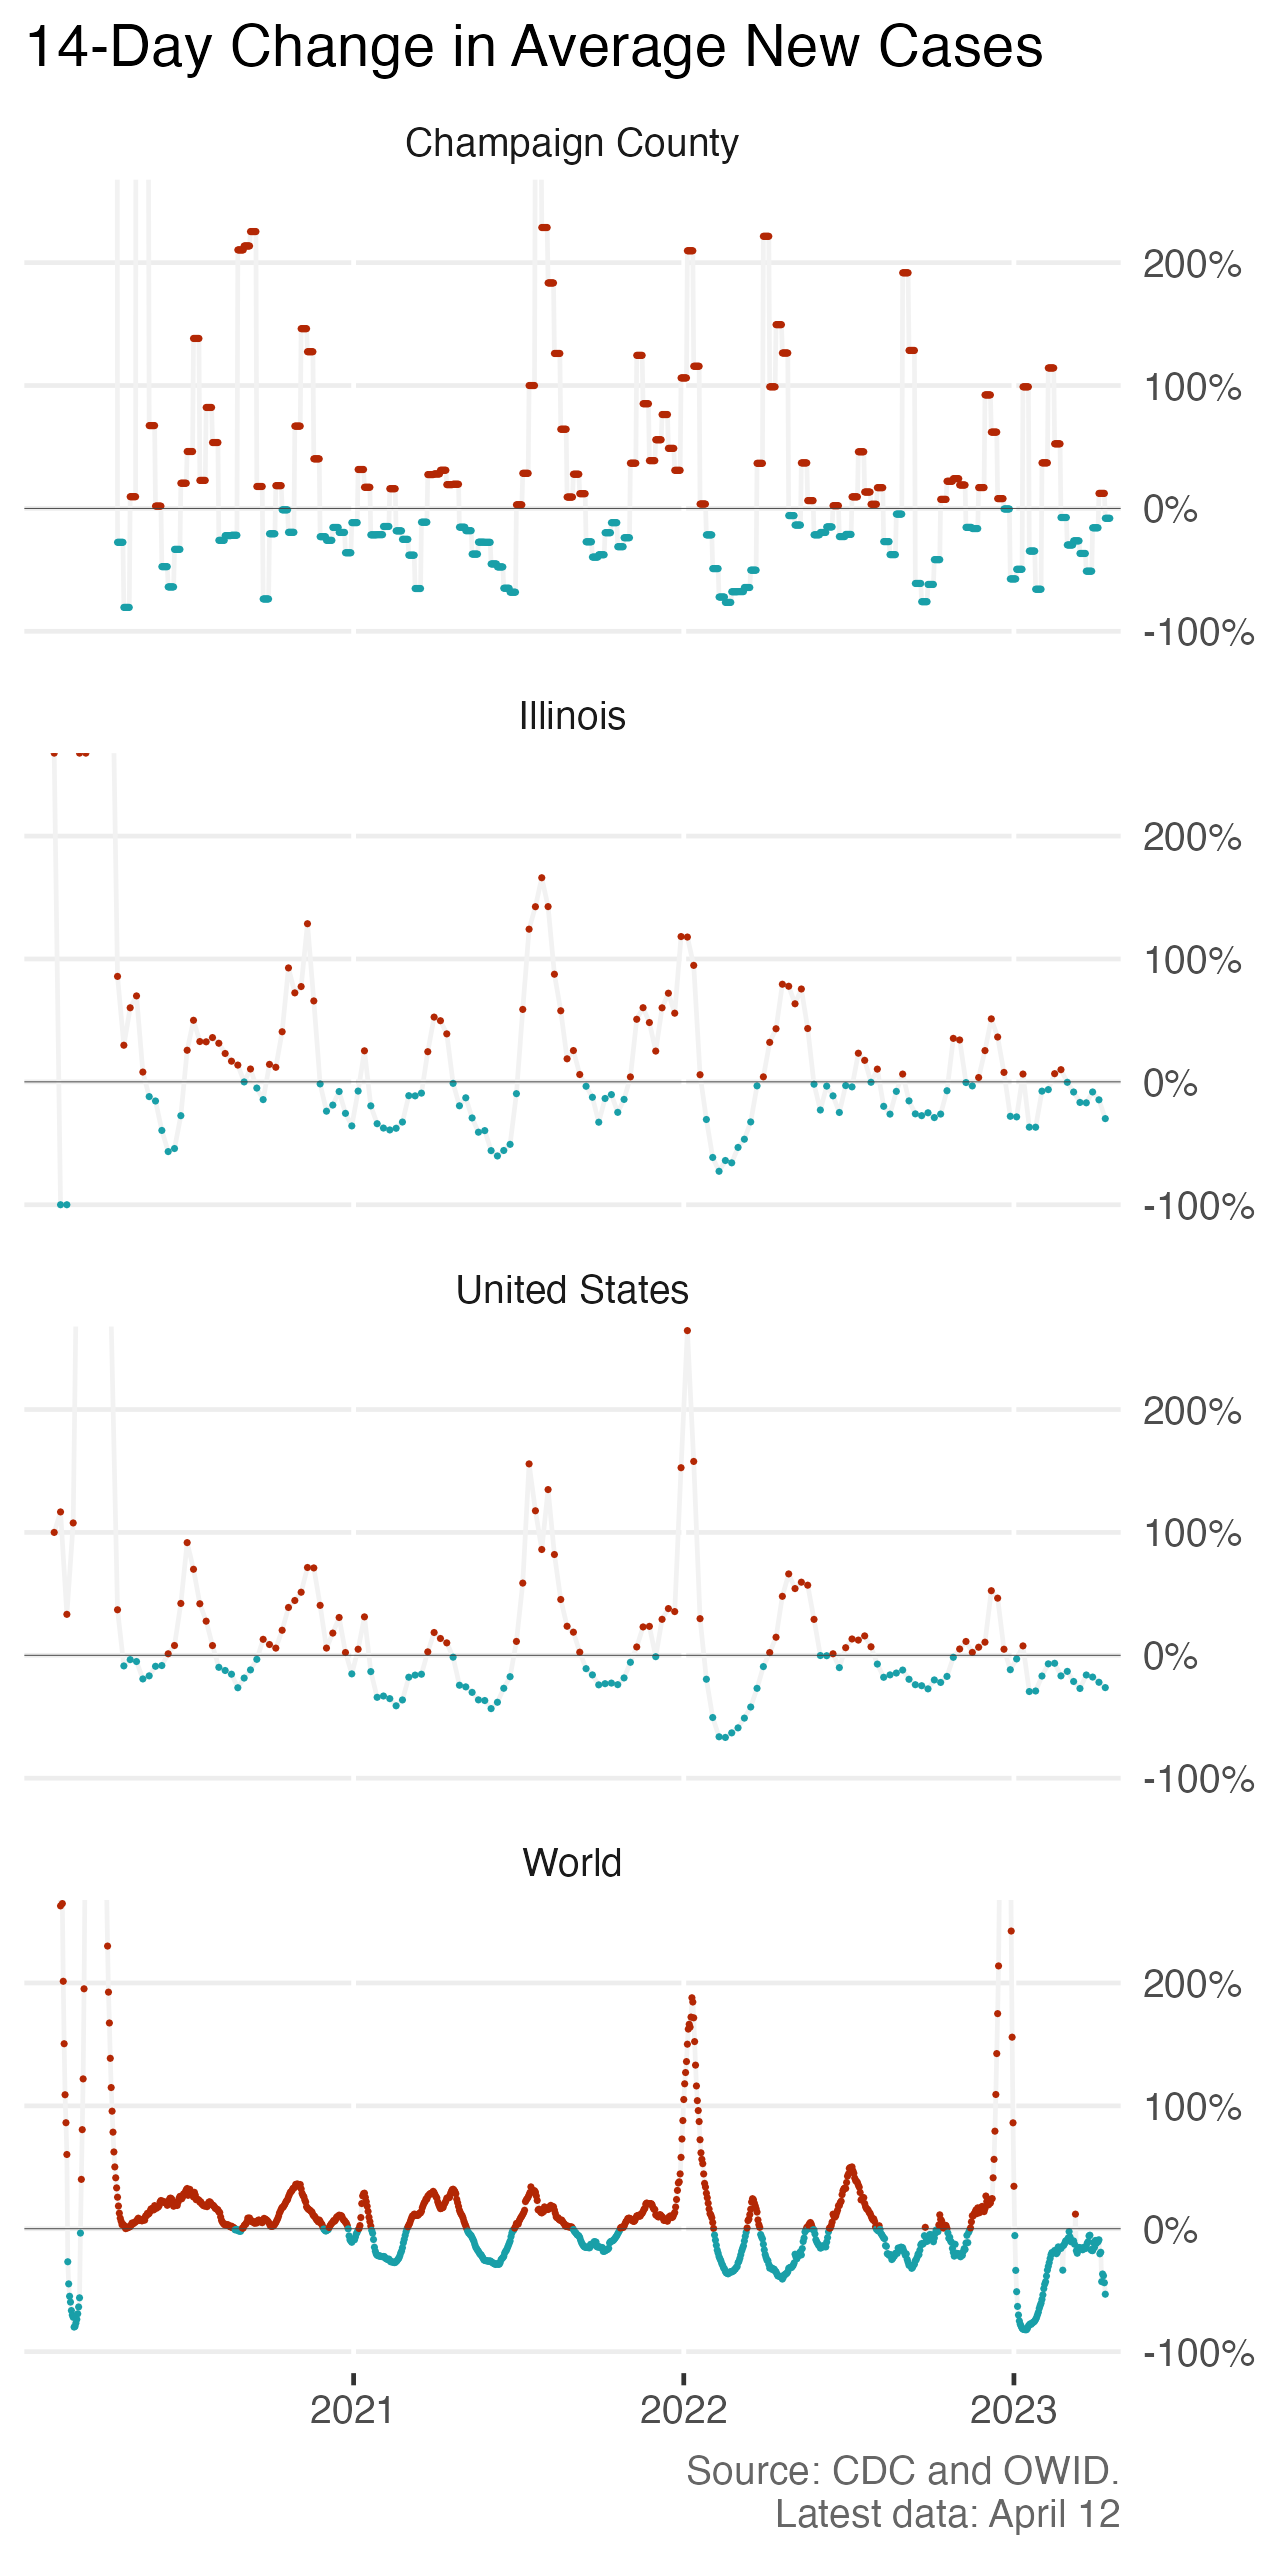 14-Day Change in Average New Cases
Champaign County
200%
100%
0%
-100%
Illinois
200%
100%
0%
-100%
United States
200%
100%
0%
-100%
World
200%
100%
0%
-100%
2021 2022 2023
Source: CDC and OWID.
Latest data: April 12